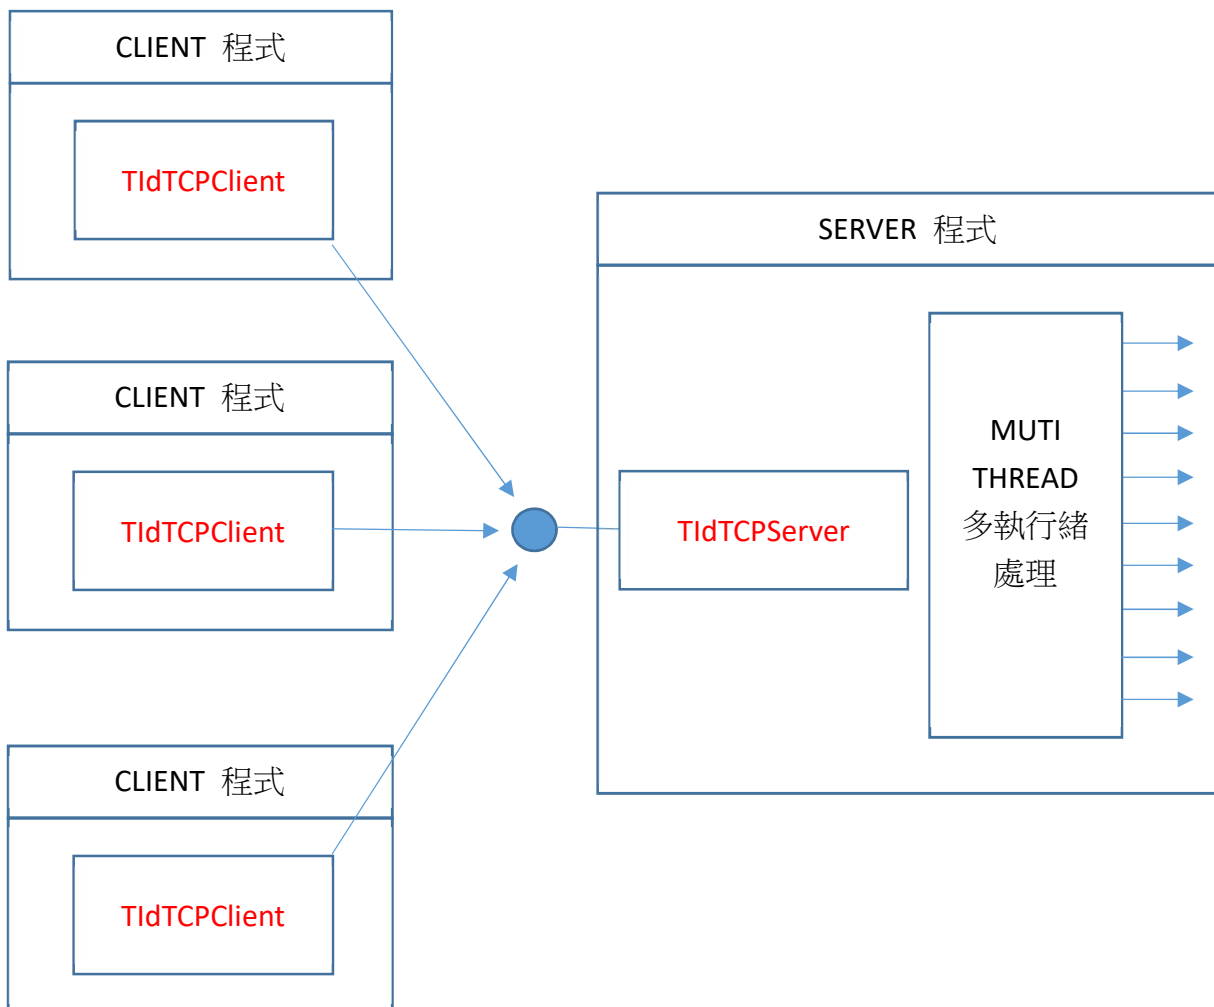 CLIENT 程式
TIdTCPClient
CLIENT 程式
TIdTCPClient
CLIENT 程式
TIdTCPClient
SERVER 程式
TIdTCPServer
MUTI
THREAD
多執行緒
處理